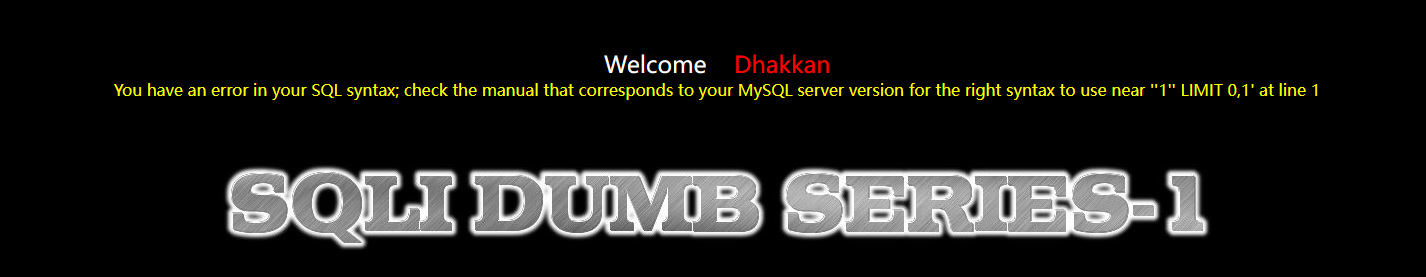 Welcome Dhakkan
You have an error in your SQL syntax; check the manual that corresponds to your MySQL server version for the right syntax to use near ''1'' LIMIT 0,1' at line 1
SQLI DUMB SERIES-1